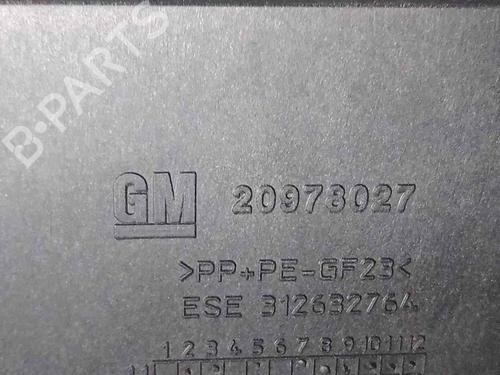 B-PARTS
GM 20973027
>PP+PE-GF23<
ESE 312632764
1 2 3 4 5 6 7 8 9 10 11 12
11